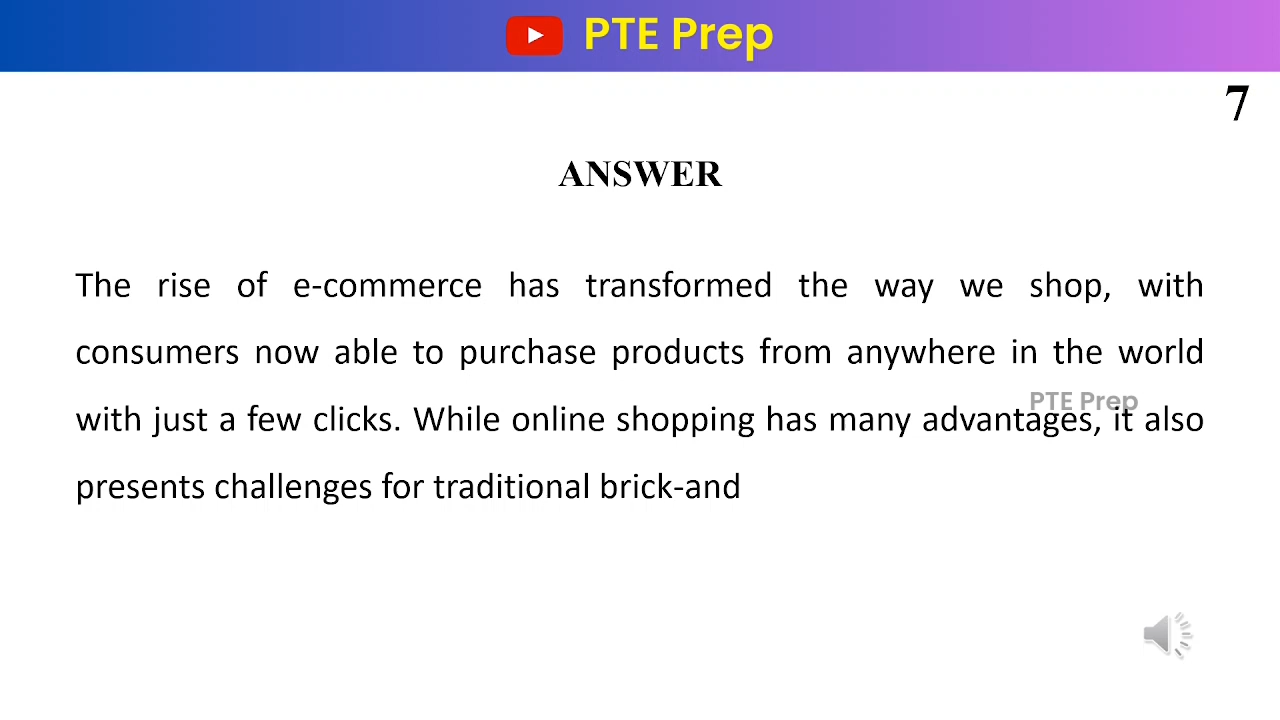 PTE Prep
7
ANSWER
The rise of e-commerce has transformed the way we shop, with
consumers now able to purchase products from anywhere in the world
PTE Prep
with just a few clicks. While online shopping has many advantages, it also
presents challenges for traditional brick-and